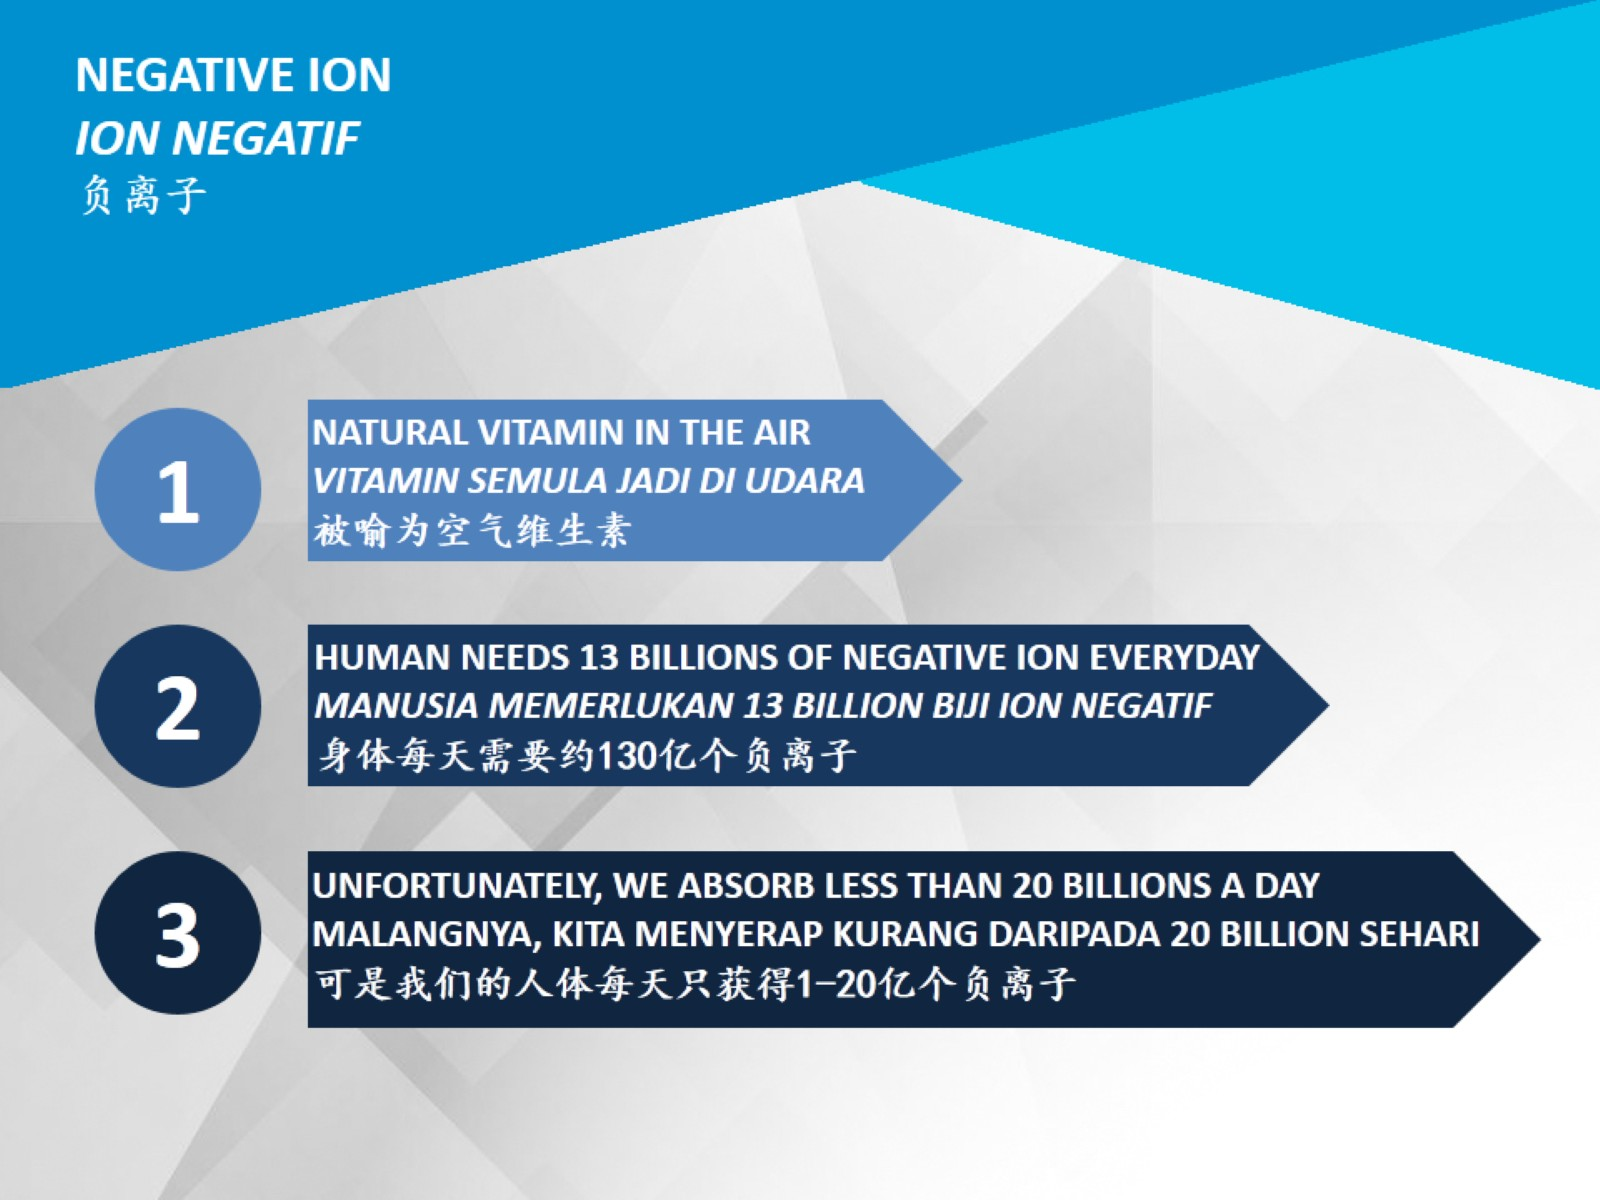 NEGATIVE ION
ION NEGATIF
负离子
1
NATURAL VITAMIN IN THE AIR
VITAMIN SEMULA JADI DI UDARA
被喻为空气维生素
2
HUMAN NEEDS 13 BILLIONS OF NEGATIVE ION EVERYDAY
MANUSIA MEMERLUKAN 13 BILLION BIJI ION NEGATIF
身体每天需要约130亿个负离子
3
UNFORTUNATELY, WE ABSORB LESS THAN 20 BILLIONS A DAY
MALANGNYA, KITA MENYERAP KURANG DARIPADA 20 BILLION SEHARI
可是我们的人体每天只获得1–20亿个负离子